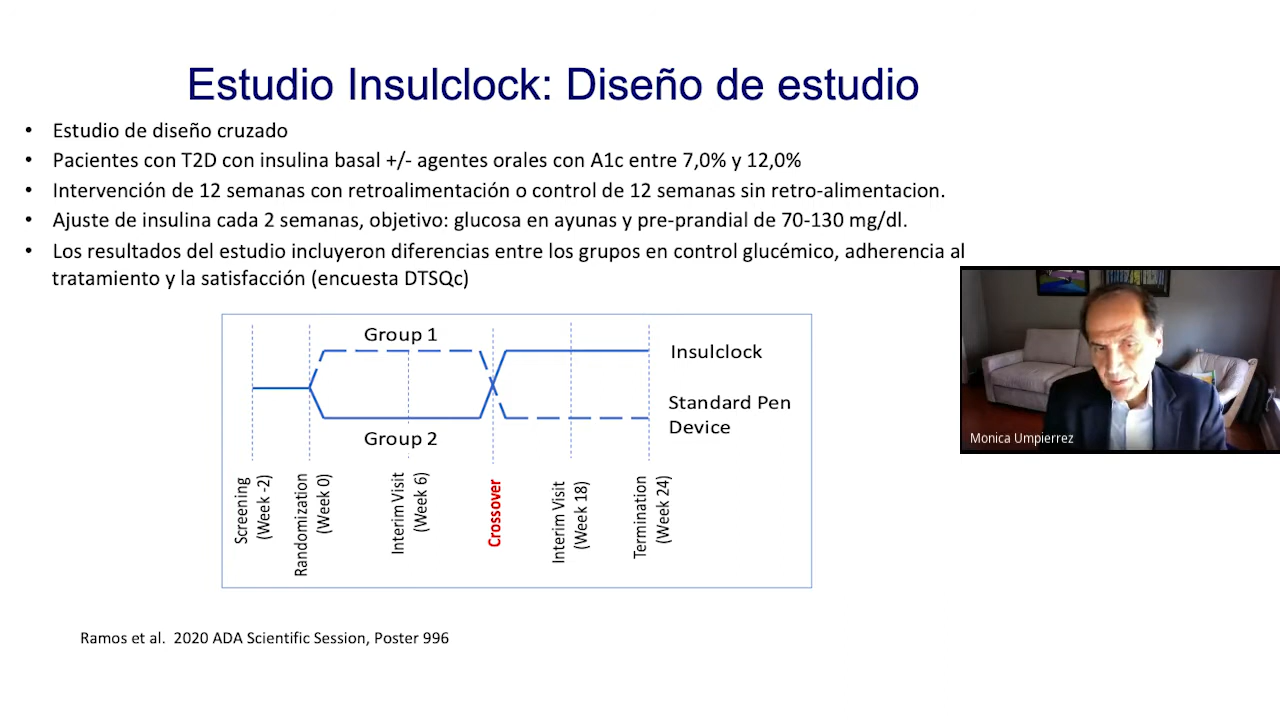 Estudio Insulclock: Diseño de estudio
• Estudio de diseño cruzado
• Pacientes con T2D con insulina basal +/- agentes orales con A1c entre 7,0% y 12,0%
• Intervención de 12 semanas con retroalimentación o control de 12 semanas sin retro-alimentacion.
• Ajuste de insulina cada 2 semanas, objetivo: glucosa en ayunas y pre-prandial de 70-130 mg/dl.
• Los resultados del estudio incluyeron diferencias entre los grupos en control glucémico, adherencia al
tratamiento y la satisfacción (encuesta DTSQc)
Group 1
Group 2
Insulclock
Standard Pen
Device
Screening
(Week -2)
Randomization
(Week 0)
Interim Visit
(Week 6)
Crossover
Interim Visit
(Week 18)
Termination
(Week 24)
Monica Umpierrez
Ramos et al. 2020 ADA Scientific Session, Poster 996